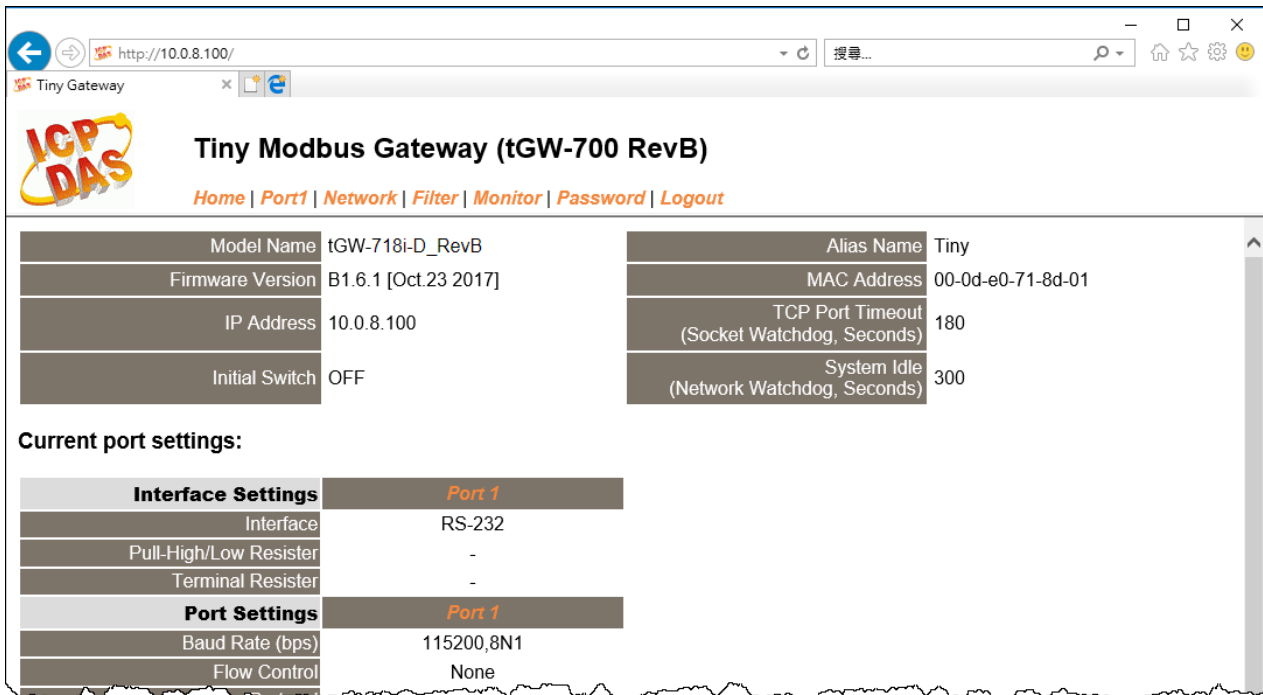 http://10.0.8.100/
搜尋...
Tiny Gateway
ICP DAS
Tiny Modbus Gateway (tGW-700 RevB)
Home | Port1 | Network | Filter | Monitor | Password | Logout
Model Name tGW-718i-D_RevB Alias Name Tiny
Firmware Version B1.6.1 [Oct.23 2017] MAC Address 00-0d-e0-71-8d-01
IP Address 10.0.8.100 TCP Port Timeout (Socket Watchdog, Seconds) 180
Initial Switch OFF System Idle (Network Watchdog, Seconds) 300
Current port settings:
Interface Settings Port 1
Interface RS-232
Pull-High/Low Resister -
Terminal Resister -
Port Settings Port 1
Baud Rate (bps) 115200,8N1
Flow Control None